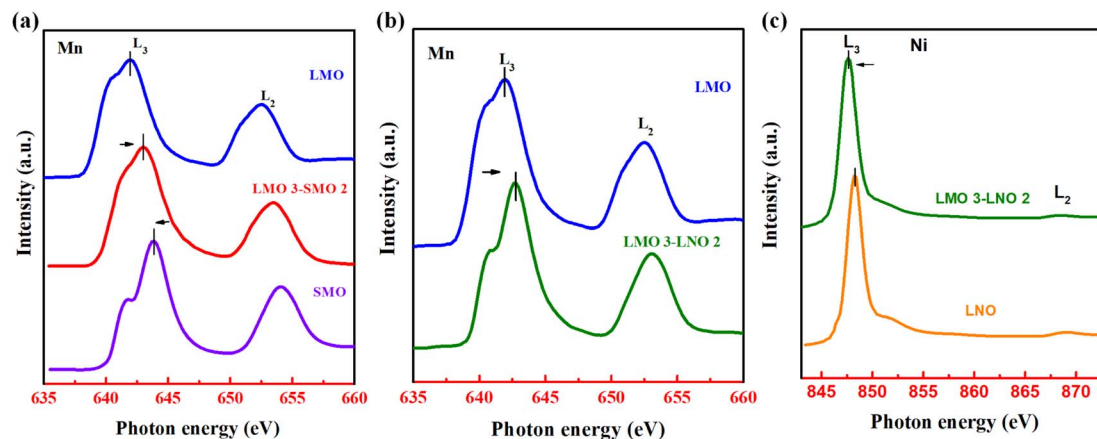 (a)
Mn
L3
L2
LMO
LMO 3-SMO 2
SMO
Intensity (a.u.)
635 640 645 650 655 660
Photon energy (eV)
(b)
Mn
L3
L2
LMO
LMO 3-LNO 2
Intensity (a.u.)
635 640 645 650 655 660
Photon energy (eV)
(c)
L3
Ni
LMO 3-LNO 2
L2
LNO
Intensity (a.u.)
845 850 855 860 865 870
Photon energy (eV)